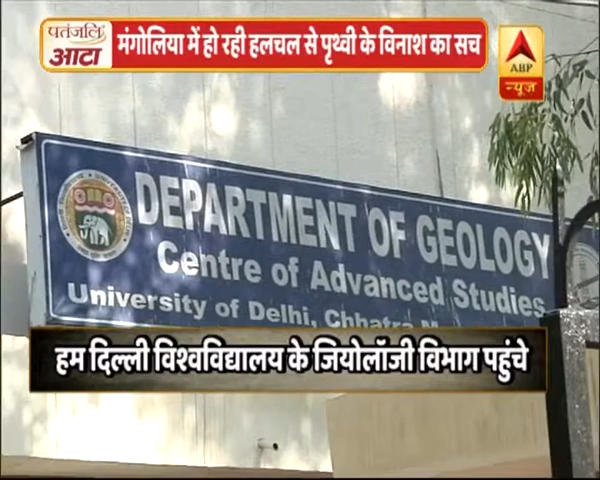 पतंजलि
आटा
मंगोलिया में हो रही हलचल से पृथ्वी के विनाश का सच
ABP
न्यूज़
DEPARTMENT OF GEOLOGY
Centre of Advanced Studies
University of Delhi, Chhatra
हम दिल्ली विश्वविद्यालय के जियोलॉजी विभाग पहुंचे